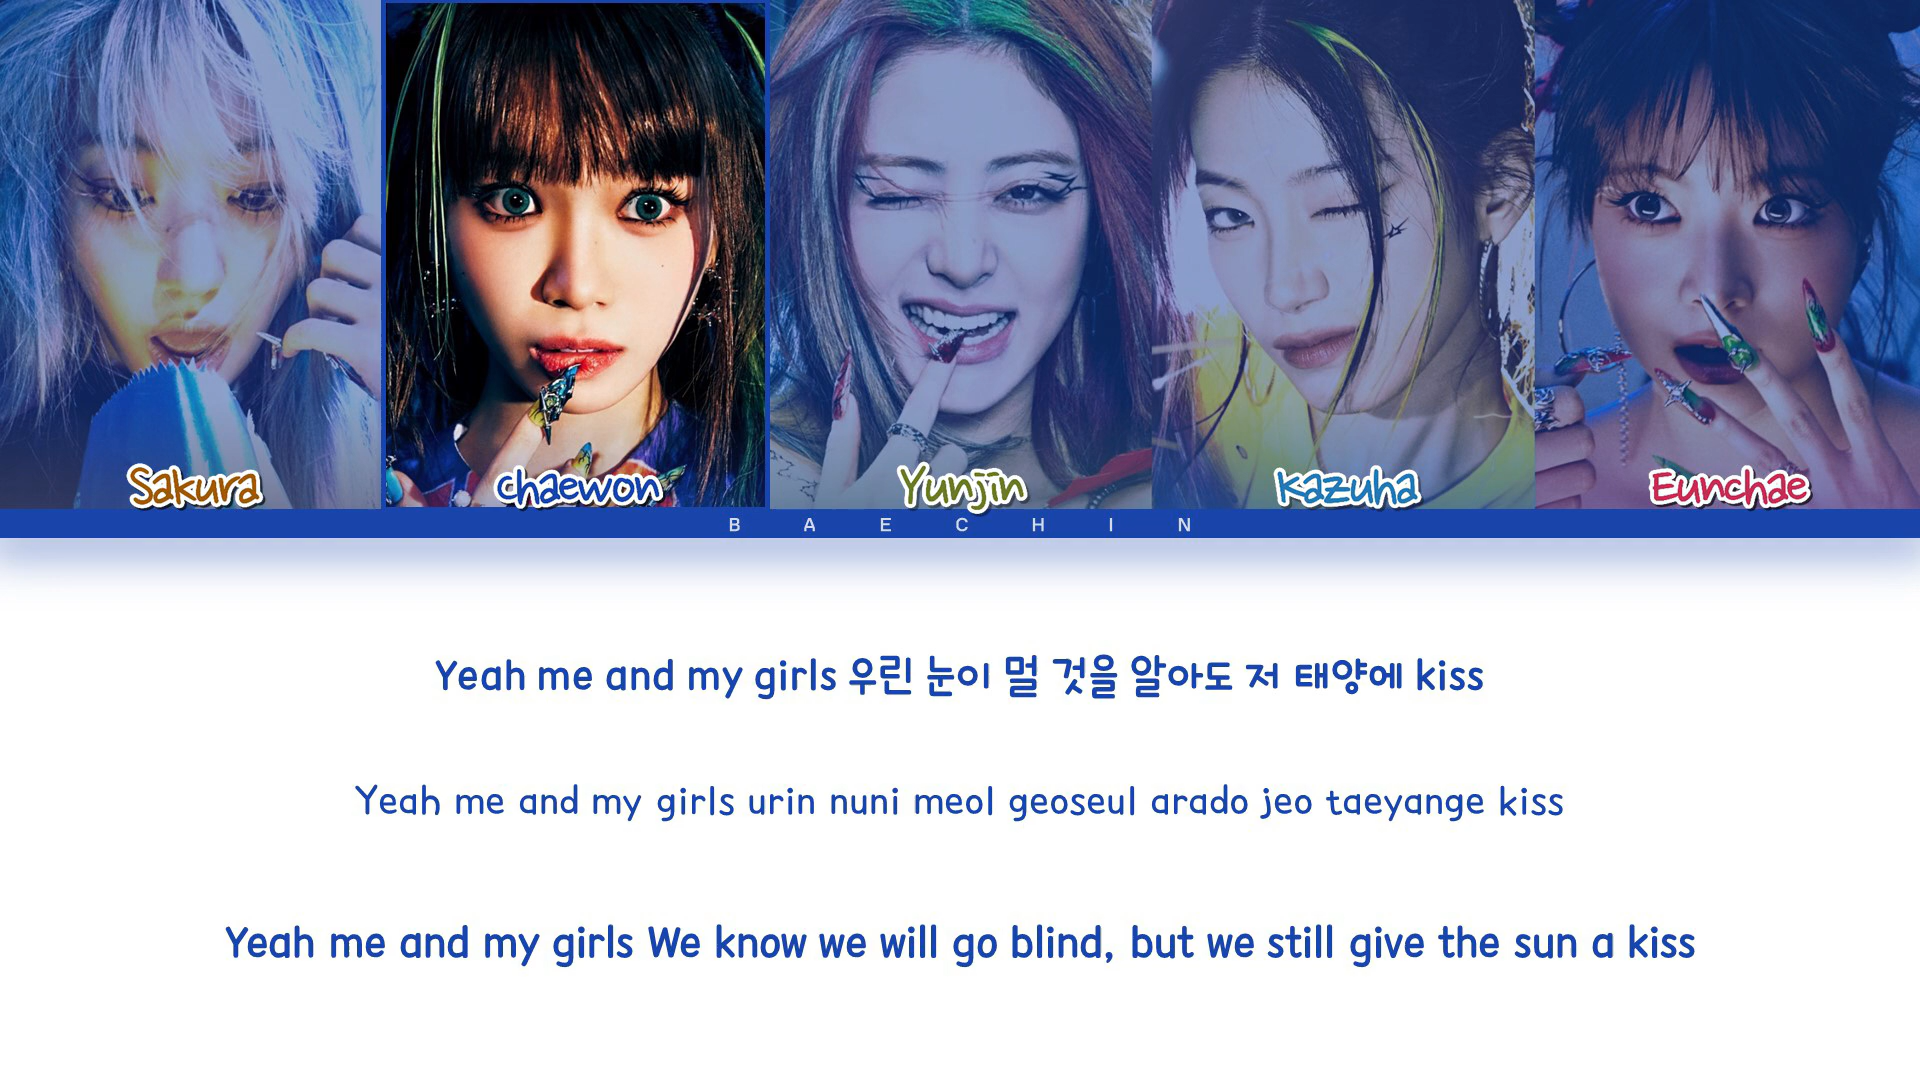 Sakura chaewon Yunjin kazuha Eunchae
BAECHIN
Yeah me and my girls 우린 눈이 멀 것을 알아도 저 태양에 kiss
Yeah me and my girls urin nuni meol geoseul arado jeo taeyange kiss
Yeah me and my girls We know we will go blind, but we still give the sun a kiss